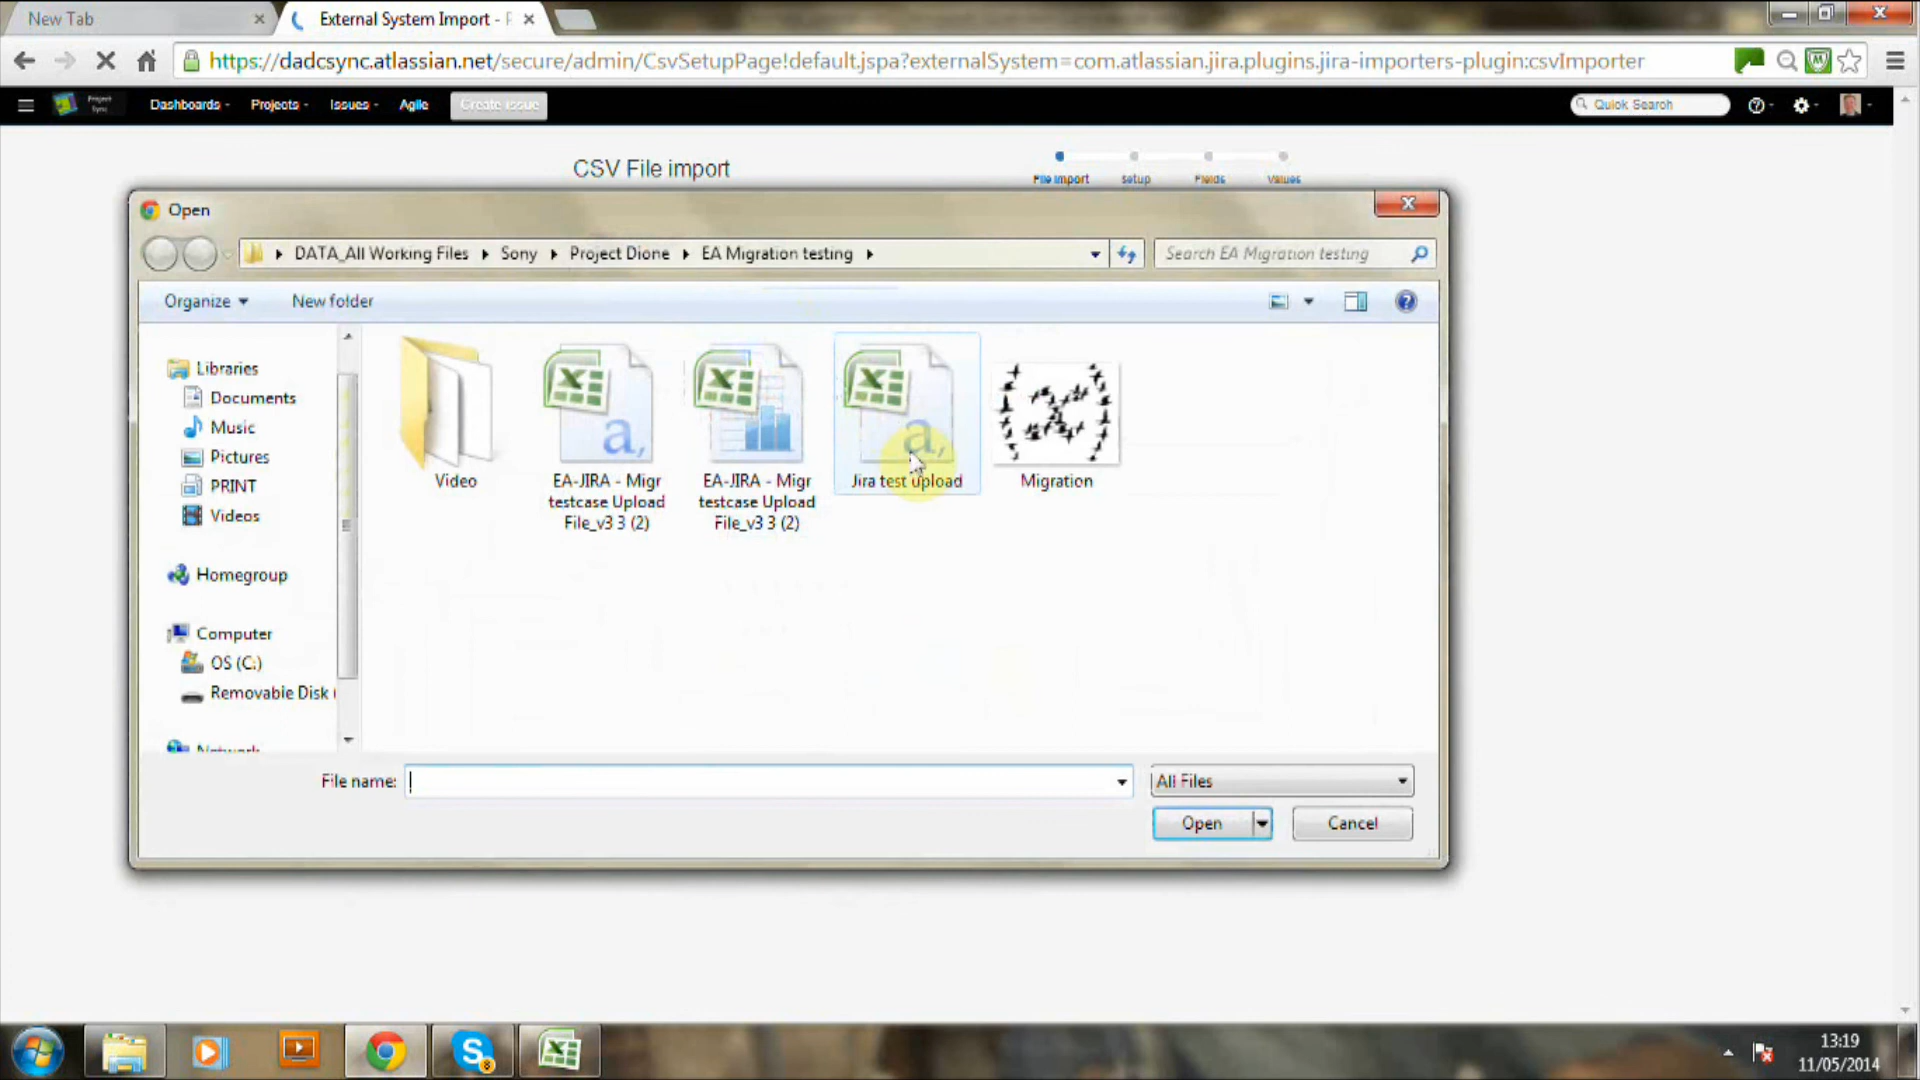 New Tab
External System Import - P
https://dadcsync.atlassian.net/secure/admin/CsvSetupPage!default.jspa?externalSystem=com.atlassian.jira.plugins.jira-importers-plugin:csvImporter
Project Sync
Dashboards
Projects
Issues
Agile
Create issue
Quick Search
CSV File import
File import
Setup
Fields
Values
Open
DATA_All Working Files
Sony
Project Dione
EA Migration testing
Search EA Migration testing
Organize
New folder
Libraries
Documents
Music
Pictures
PRINT
Videos
Homegroup
Computer
OS (C:)
Removable Disk (
Network
Video
EA-JIRA - Migr
testcase Upload
File_v3 3 (2)
EA-JIRA - Migr
testcase Upload
File_v3 3 (2)
Jira test upload
Migration
File name:
All Files
Open
Cancel
13:19
11/05/2014